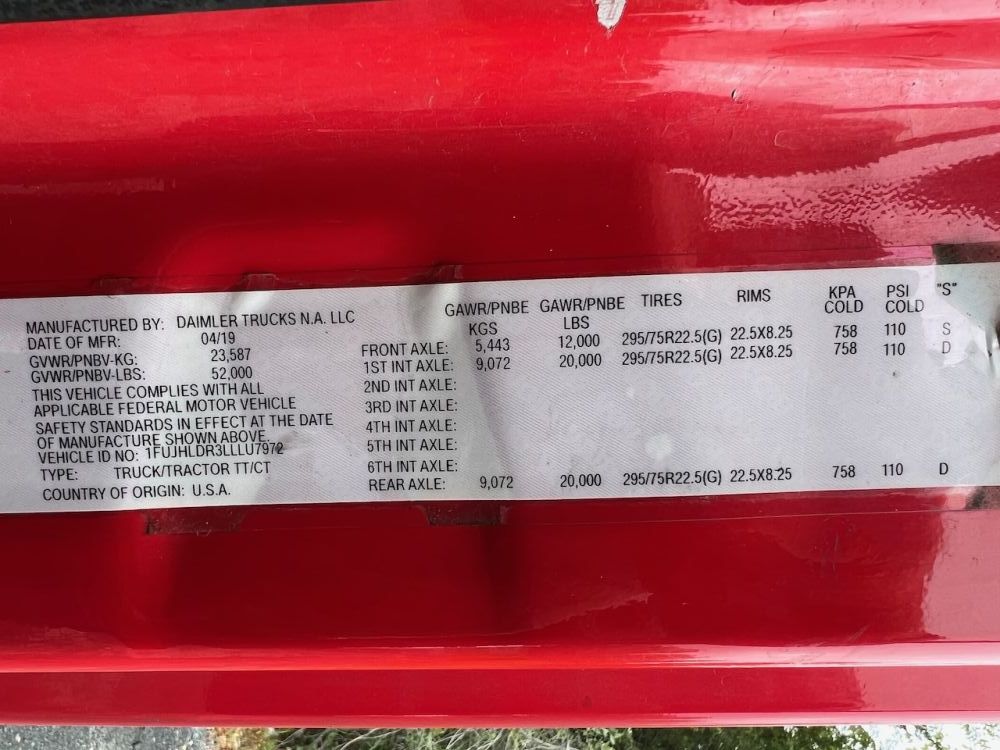 MANUFACTURED BY: DAIMLER TRUCKS N.A. LLC
DATE OF MFR: 04/19
GVWR/PNBV-KG: 23,587
GVWR/PNBV-LBS: 52,000
THIS VEHICLE COMPLIES WITH ALL
APPLICABLE FEDERAL MOTOR VEHICLE
SAFETY STANDARDS IN EFFECT AT THE DATE
OF MANUFACTURE SHOWN ABOVE.
VEHICLE ID NO: 1FUJHLDR3LLLU7972
TYPE: TRUCK/TRACTOR TT/CT
COUNTRY OF ORIGIN: U.S.A.
GAWR/PNBE KGS GAWR/PNBE LBS TIRES RIMS KPA COLD PSI COLD "S"
FRONT AXLE: 5,443 12,000 295/75R22.5(G) 22.5X8.25 758 110 S
1ST INT AXLE: 9,072 20,000 295/75R22.5(G) 22.5X8.25 758 110 D
2ND INT AXLE:
3RD INT AXLE:
4TH INT AXLE:
5TH INT AXLE:
6TH INT AXLE:
REAR AXLE: 9,072 20,000 295/75R22.5(G) 22.5X8.25 758 110 D